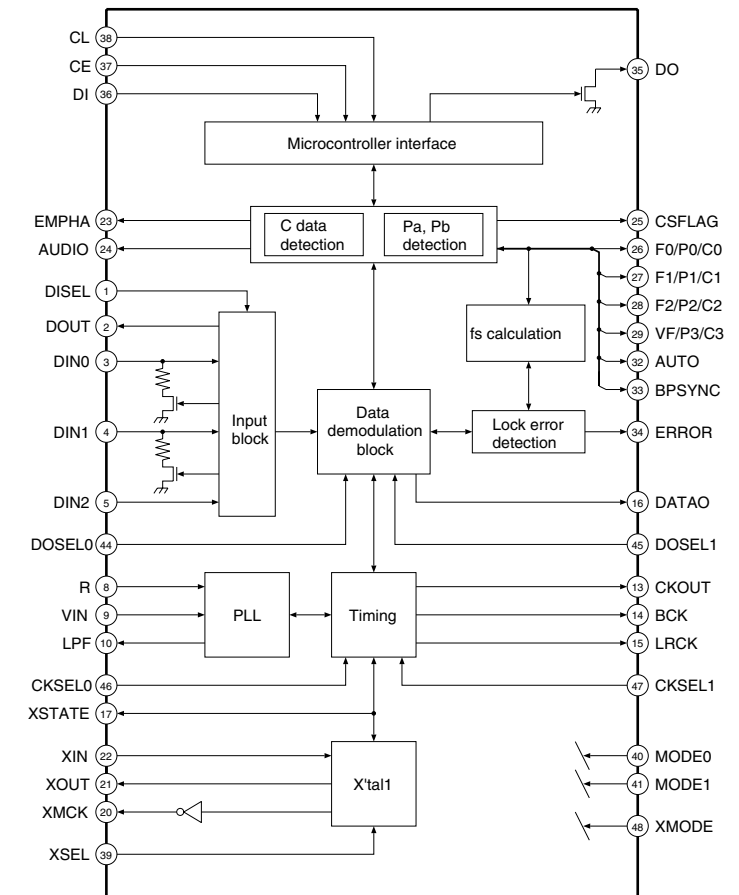 CL 38
CE 37
DI 36
35 DO
Microcontroller interface
EMPHA 23
AUDIO 24
C data
detection
Pa, Pb
detection
25 CSFLAG
26 F0/P0/C0
27 F1/P1/C1
28 F2/P2/C2
29 VF/P3/C3
32 AUTO
33 BPSYNC
34 ERROR
DISEL 1
DOUT 2
DIN0 3
DIN1 4
DIN2 5
Input
block
fs calculation
Data
demodulation
block
Lock error
detection
16 DATAO
DOSEL0 44
45 DOSEL1
R 8
VIN 9
LPF 10
PLL
Timing
13 CKOUT
14 BCK
15 LRCK
CKSEL0 46
47 CKSEL1
XSTATE 17
XIN 22
XOUT 21
XMCK 20
X'tal1
40 MODE0
41 MODE1
48 XMODE
XSEL 39